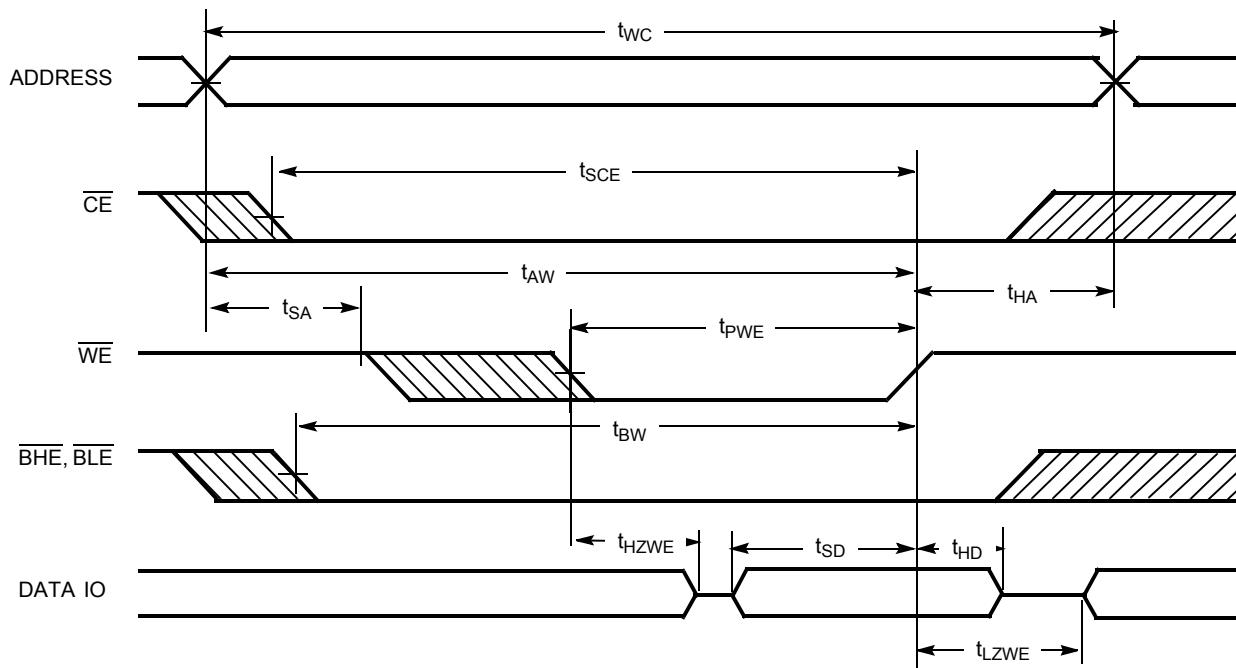 tWC
ADDRESS
tSCE
CE
tAW
tSA
tHA
tPWE
WE
tBW
BHE, BLE
tHZWE
tSD
tHD
DATA IO
tLZWE